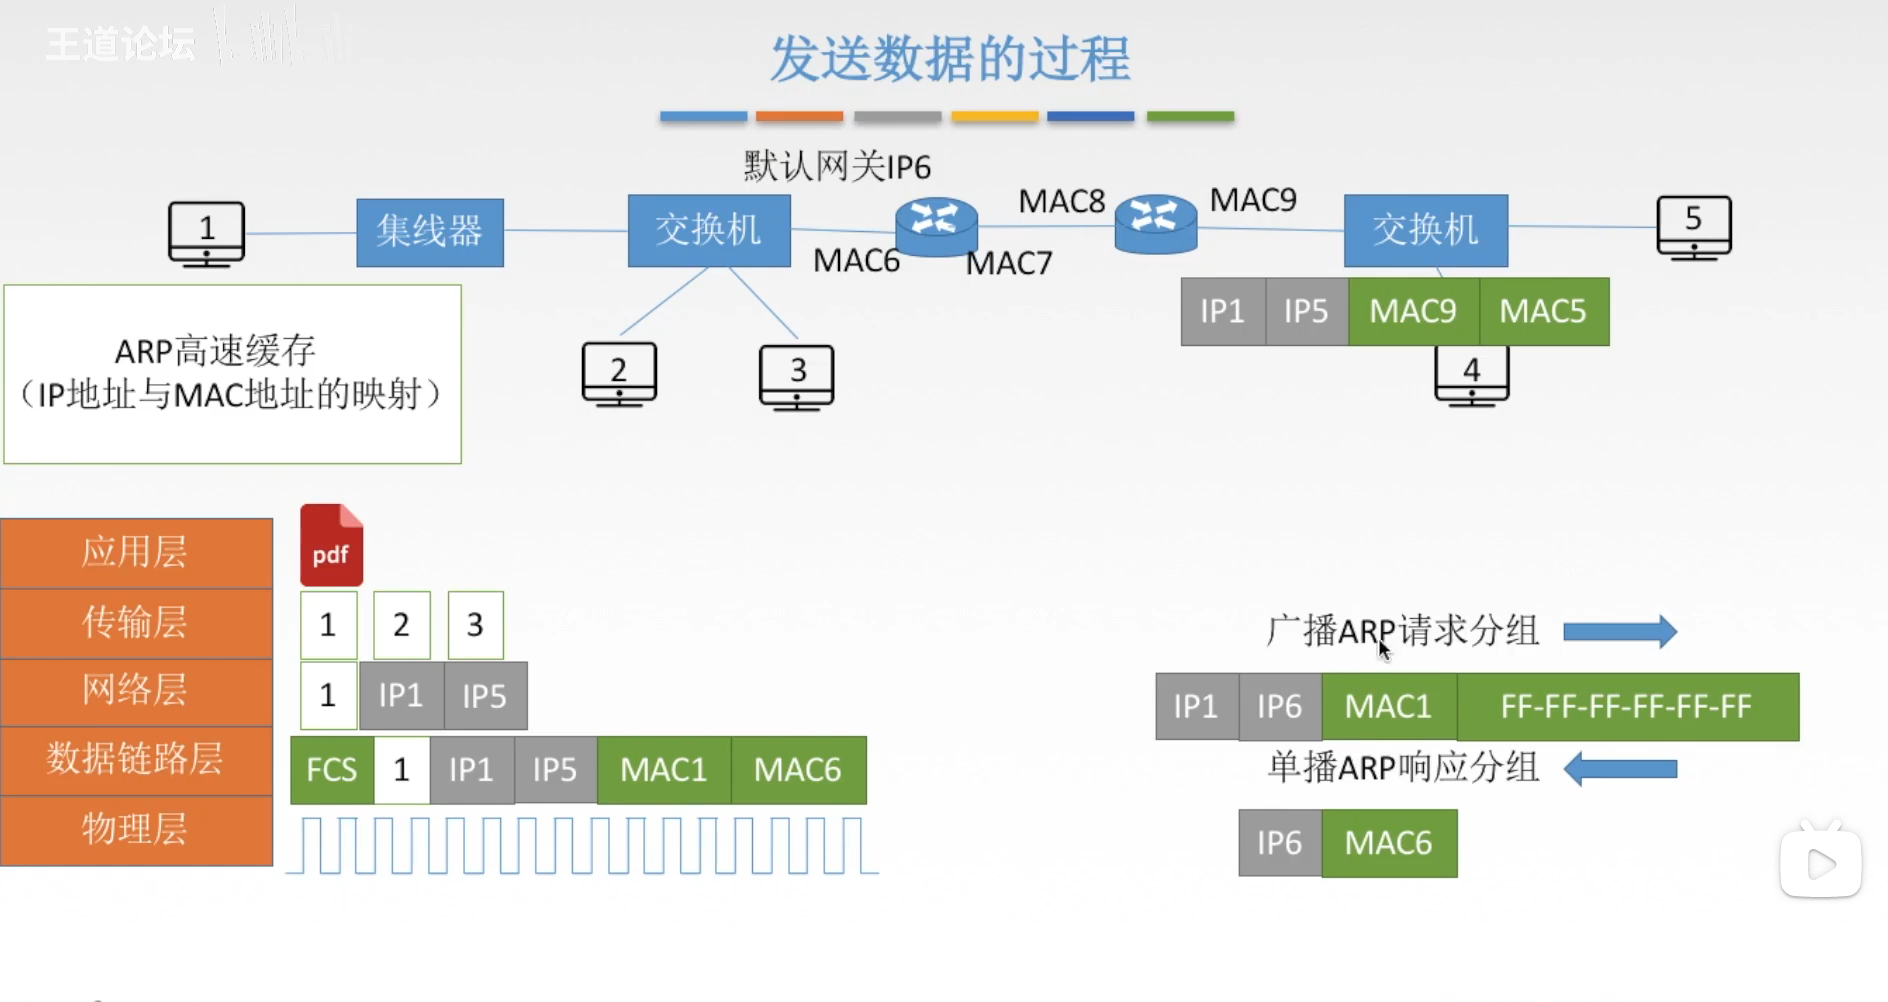 王道论坛
发送数据的过程
默认网关IP6
1
集线器
交换机
MAC6
MAC7
MAC8
MAC9
交换机
5
2
3
4
IP1 IP5 MAC9 MAC5
ARP高速缓存
（IP地址与MAC地址的映射）
应用层
pdf
传输层
1 2 3
网络层
1 IP1 IP5
数据链路层
FCS 1 IP1 IP5 MAC1 MAC6
物理层
广播ARP请求分组
IP1 IP6 MAC1 FF-FF-FF-FF-FF-FF
单播ARP响应分组
IP6 MAC6